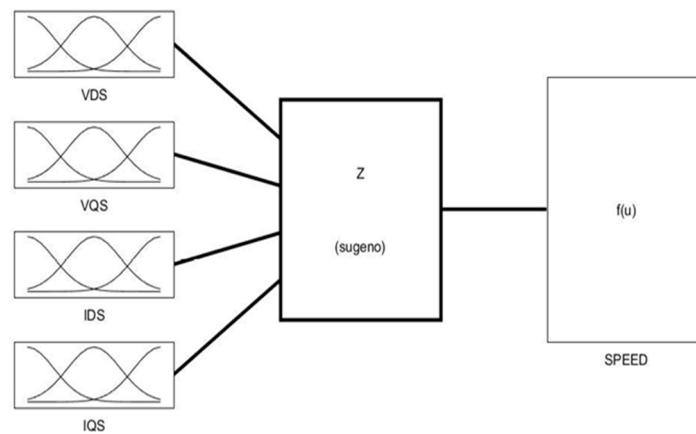 VDS
VQS
IDS
IQS
Z
(sugeno)
f(u)
SPEED